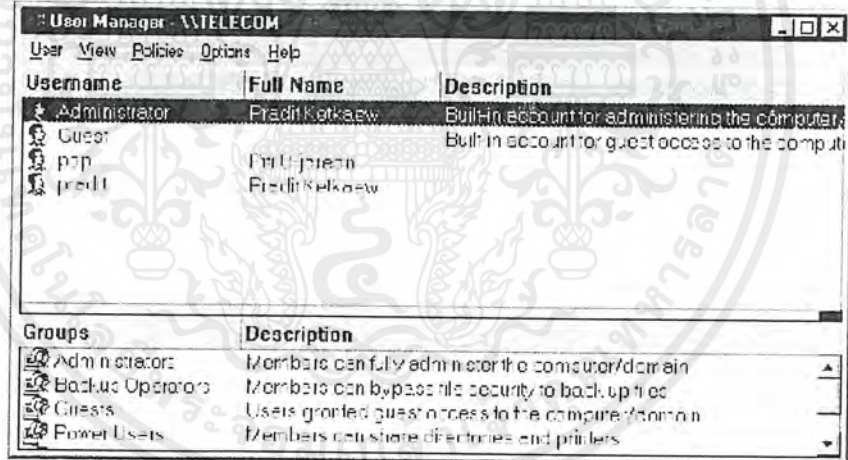 User Manager - \\TELECOM
User View Policies Options Help
Username Full Name Description
Administrator Pradit Ketkaew Built-in account for administering the computer
Guest Built-in account for guest access to the computi
pop
pradit Pradit Ketkaew
Groups Description
Administrators Members can fully administer the computer/domain
Backup Operators Members can bypass file security to back up files
Guests Users granted guest access to the computer/domain
Power Users Members can share directories and printers